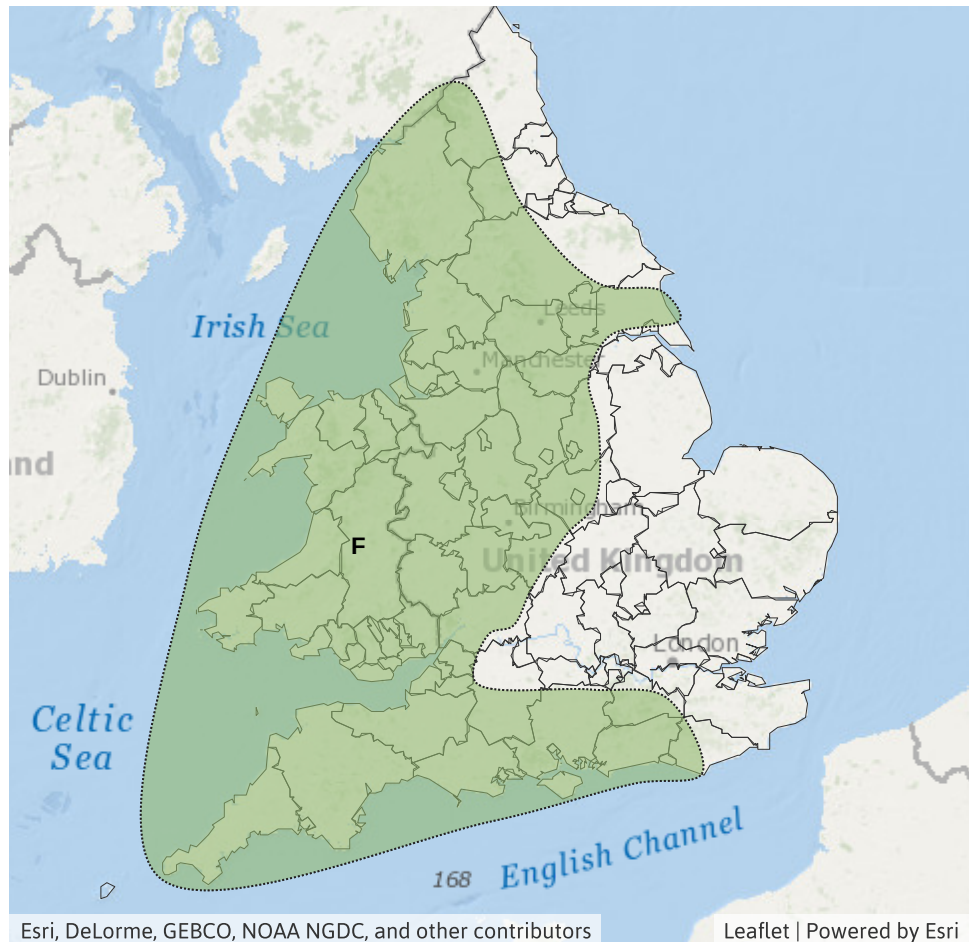 Leeds
Irish Sea
Manchester
Dublin
nd
Birmingham
F
United Kingdom
London
Celtic
Sea
English Channel
168
Esri, DeLorme, GEBCO, NOAA NGDC, and other contributors
Leaflet | Powered by Esri